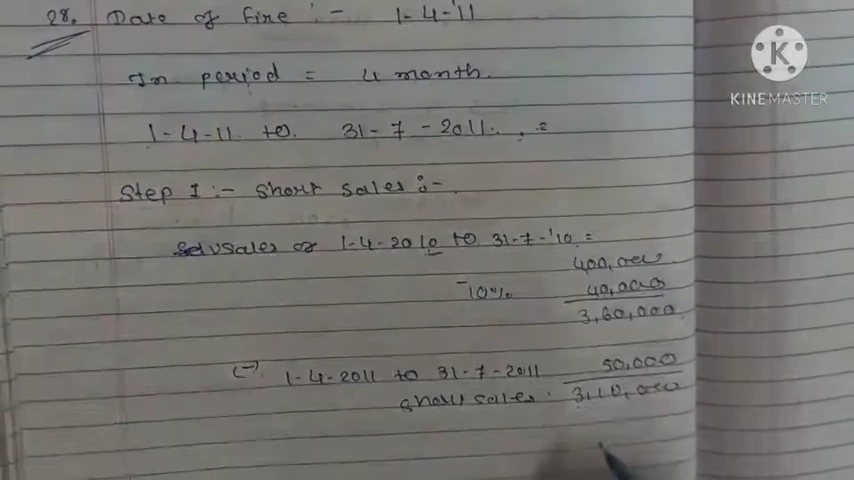 28. Date of fire :- 1-4-'11
In period = 4 month.
1-4-11 to 31-7-2011. =
Step 1:- Short sales :-
sales of 1-4-2010 to 31-7-'10 =
400,000
-10% 40,000
3,60,000
(-) 1-4-2011 to 31-7-2011 50,000
Short sales. 3,10,000
KINEMASTER